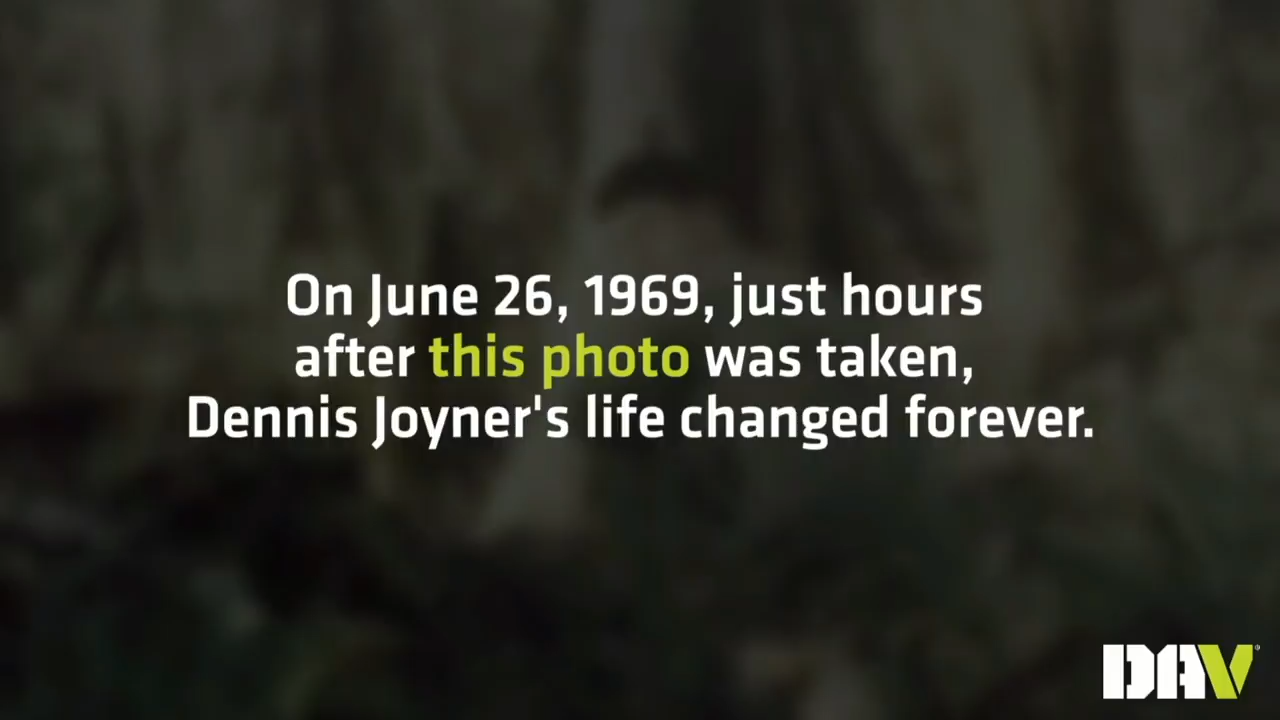 On June 26, 1969, just hours
after this photo was taken,
Dennis Joyner's life changed forever.
DAV®